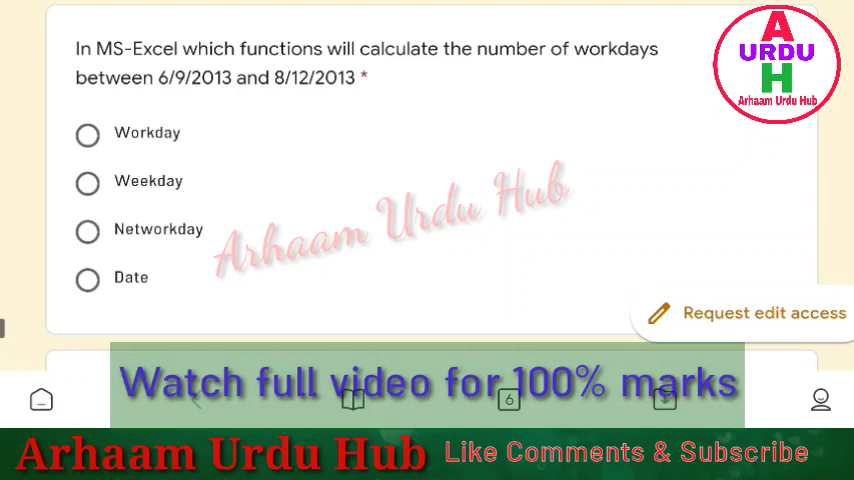 In MS-Excel which functions will calculate the number of workdays
between 6/9/2013 and 8/12/2013 *
A
URDU
H
Arhaam Urdu Hub
Workday
Weekday
Networkday
Date
Arhaam Urdu Hub
Request edit access
Watch full video for 100% marks
6
Arhaam Urdu Hub
Like Comments & Subscribe